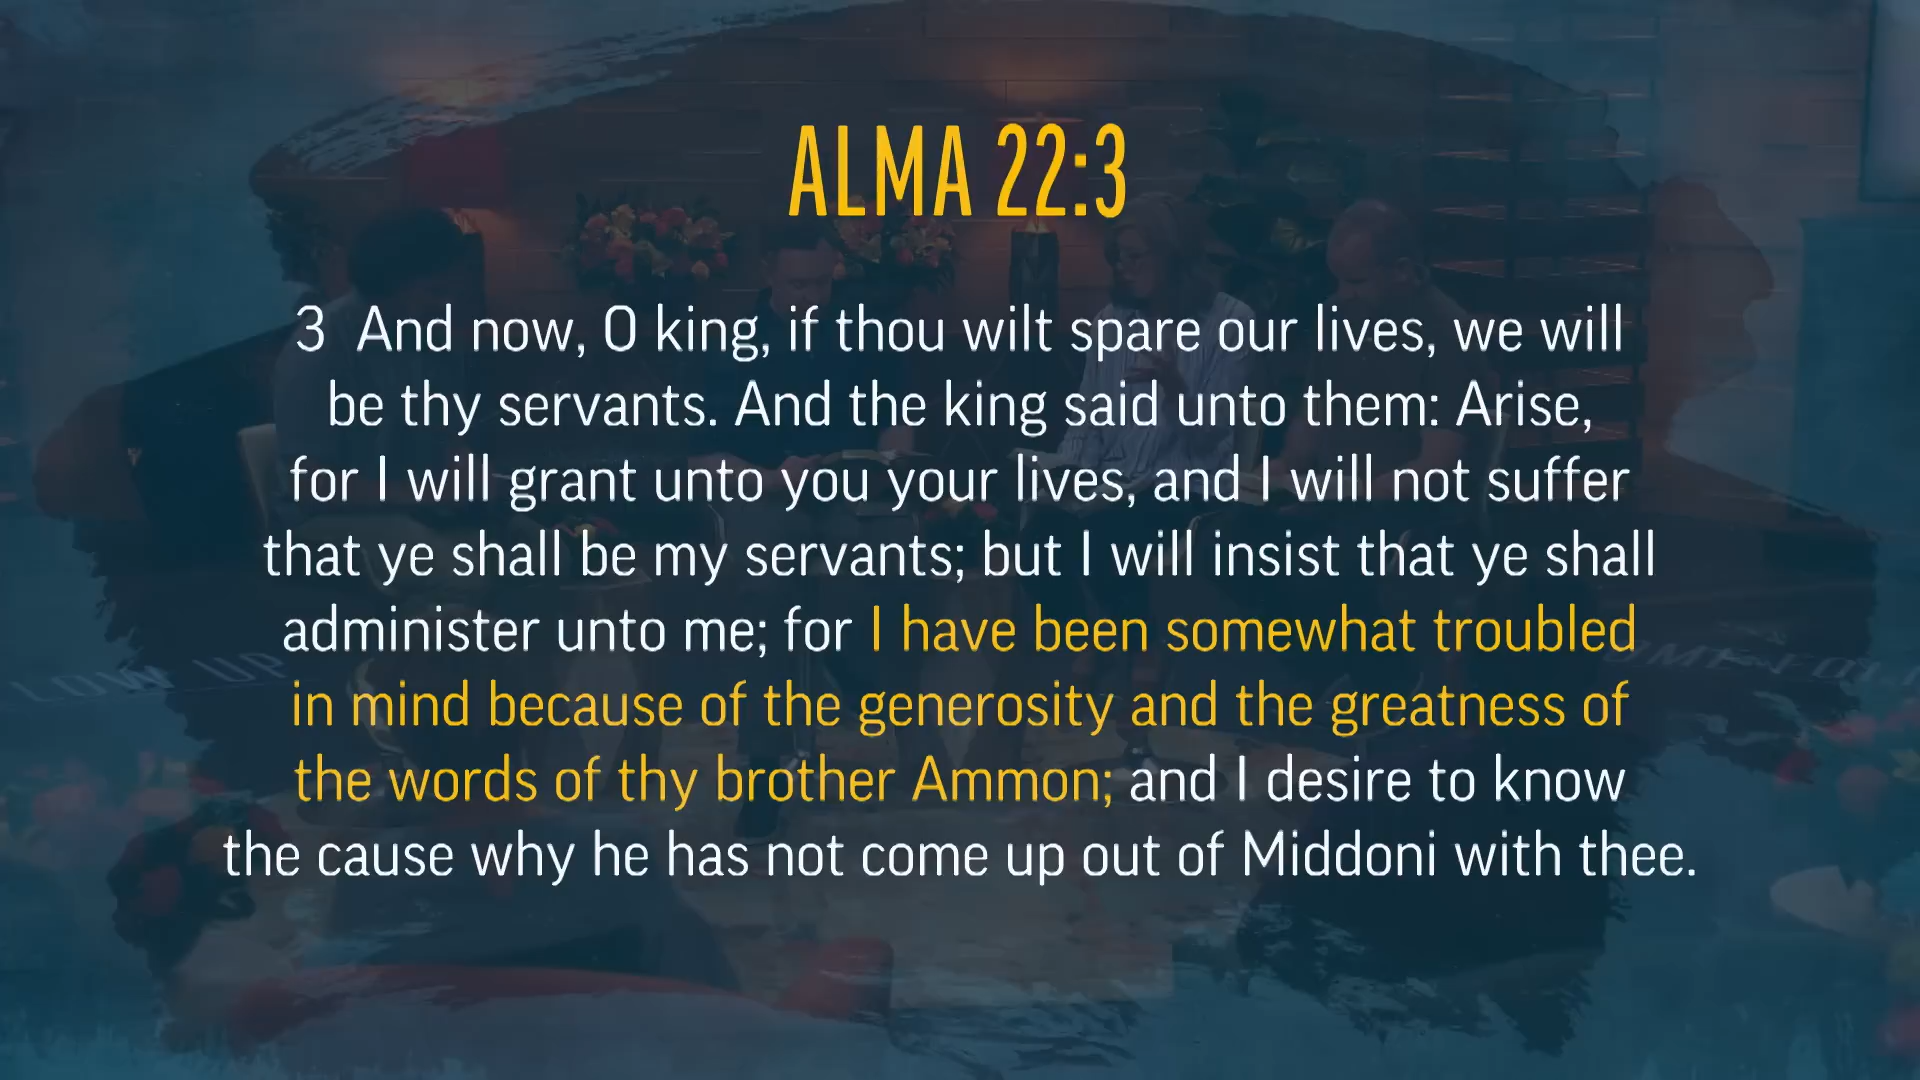 ALMA 22:3
3 And now, O king, if thou wilt spare our lives, we will
be thy servants. And the king said unto them: Arise,
for I will grant unto you your lives, and I will not suffer
that ye shall be my servants; but I will insist that ye shall
administer unto me; for I have been somewhat troubled
in mind because of the generosity and the greatness of
the words of thy brother Ammon; and I desire to know
the cause why he has not come up out of Middoni with thee.
LOW UP